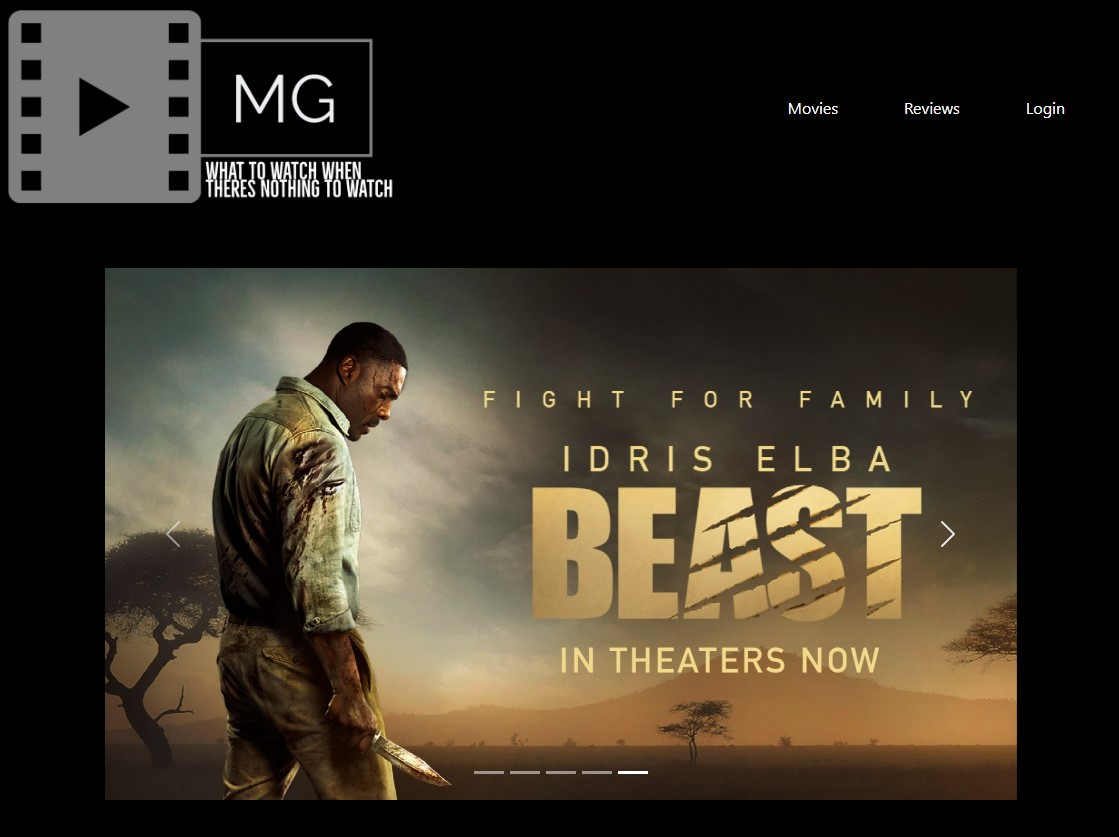 MG
WHAT TO WATCH WHEN
THERES NOTHING TO WATCH
Movies
Reviews
Login
FIGHT FOR FAMILY
IDRIS ELBA
BEAST
IN THEATERS NOW